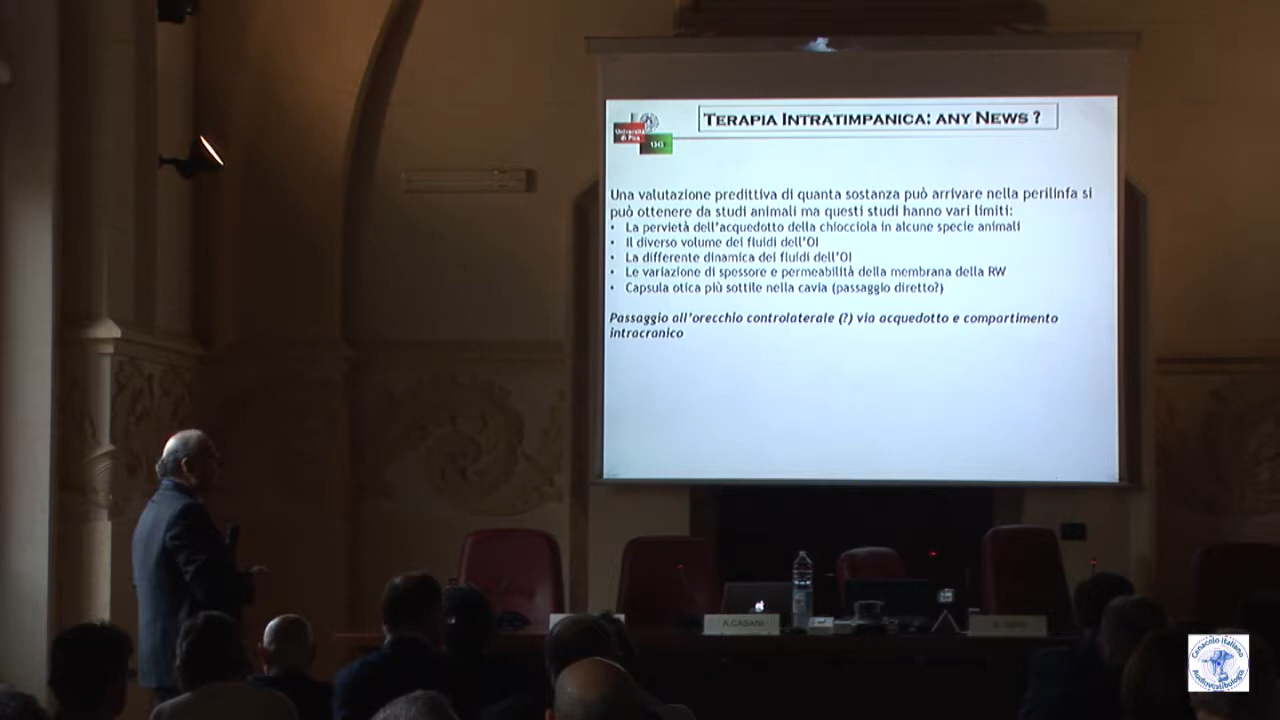 TERAPIA INTRATIMPANICA: ANY NEWS ?
Università
di Pisa
1343
Una valutazione predittiva di quanta sostanza può arrivare nella perilinfa si
può ottenere da studi animali ma questi studi hanno vari limiti:
• La pervietà dell'acquedotto della chiocciola in alcune specie animali
• Il diverso volume dei fluidi dell'OI
• La differente dinamica dei fluidi dell'OI
• Le variazione di spessore e permeabilità della membrana della RW
• Capsula otica più sottile nella cavia (passaggio diretto?)
Passaggio all'orecchio controlaterale (?) via acquedotto e compartimento
intracranico
A. CASANI
Cenacolo Italiano
Audiovestibologia